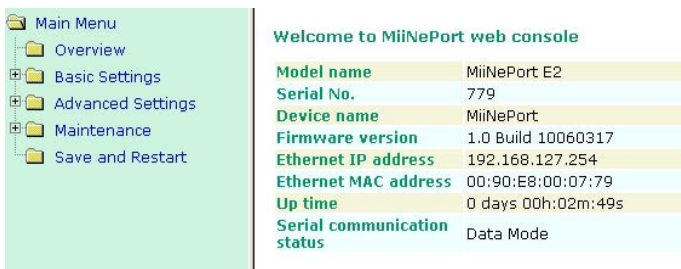 Main Menu
Overview
Basic Settings
Advanced Settings
Maintenance
Save and Restart
Welcome to MiiNePort web console
Model name MiiNePort E2
Serial No. 779
Device name MiiNePort
Firmware version 1.0 Build 10060317
Ethernet IP address 192.168.127.254
Ethernet MAC address 00:90:E8:00:07:79
Up time 0 days 00h:02m:49s
Serial communication
status Data Mode